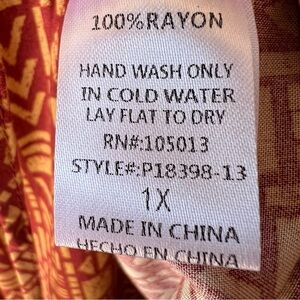 100%RAYON
HAND WASH ONLY
IN COLD WATER
LAY FLAT TO DRY
RN#:105013
STYLE#:P18398-13
1X
MADE IN CHINA
HECHO EN CHINA